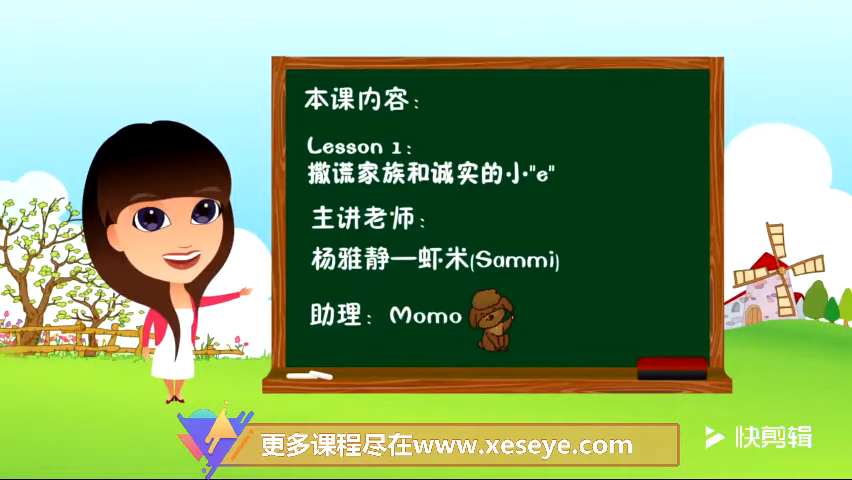 本课内容：
Lesson 1：
撒谎家族和诚实的小"e"
主讲老师：
杨雅静一虾米(Sammi)
助理：Momo
更多课程尽在www.xeseye.com
快剪辑